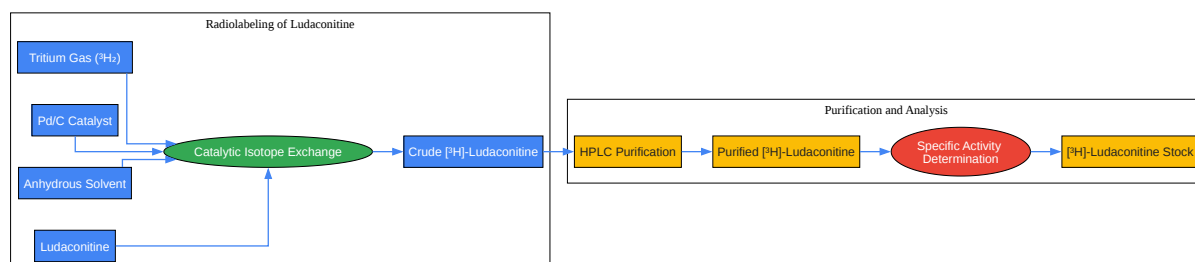 Radiolabeling of Ludaconitine
Tritium Gas (³H₂)
Pd/C Catalyst
Anhydrous Solvent
Ludaconitine
Catalytic Isotope Exchange
Crude [³H]-Ludaconitine
Purification and Analysis
HPLC Purification
Purified [³H]-Ludaconitine
Specific Activity
Determination
[³H]-Ludaconitine Stock